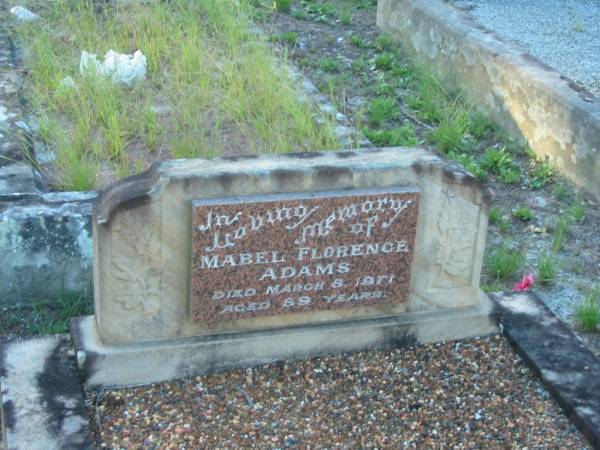 In Loving Memory
of
MABEL FLORENCE
ADAMS
DIED MARCH 8, 1971
AGED 89 YEARS.